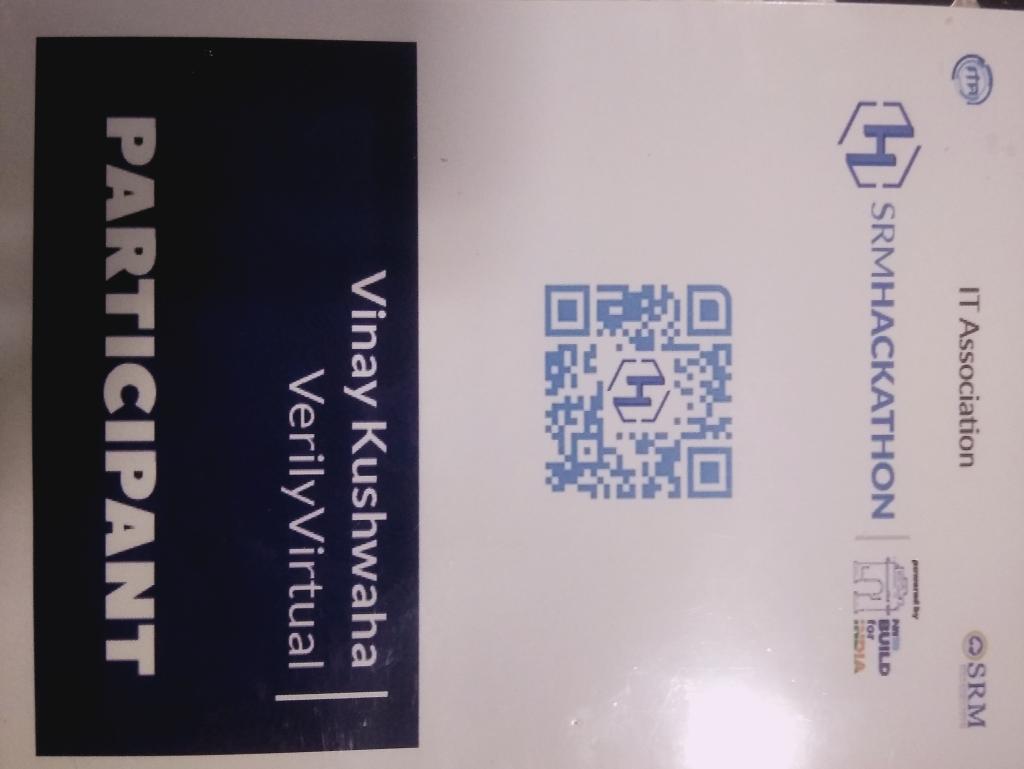 IT Association
SRM
SRMHACKATHON
powered by
BUILD
for
INDIA
Vinay Kushwaha
VerilyVirtual
PARTICIPANT